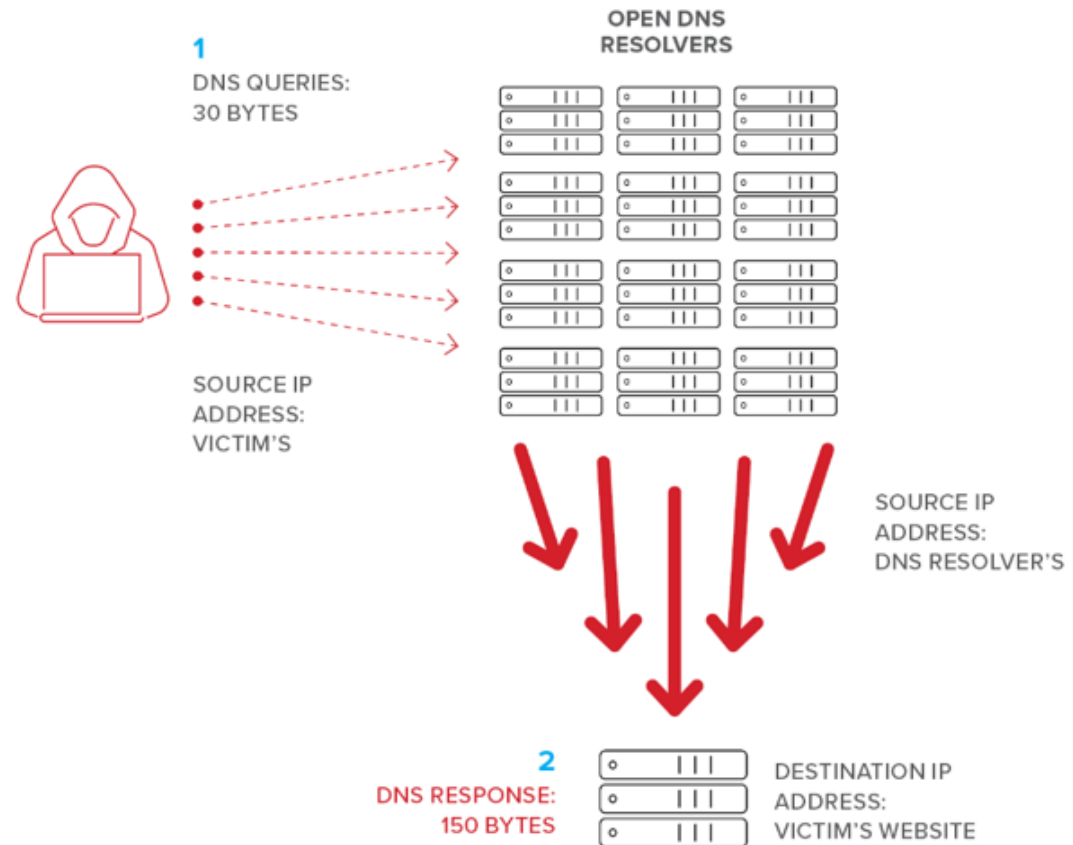 OPEN DNS
RESOLVERS
1
DNS QUERIES:
30 BYTES
SOURCE IP
ADDRESS:
VICTIM'S
SOURCE IP
ADDRESS:
DNS RESOLVER'S
2
DNS RESPONSE:
150 BYTES
DESTINATION IP
ADDRESS:
VICTIM'S WEBSITE